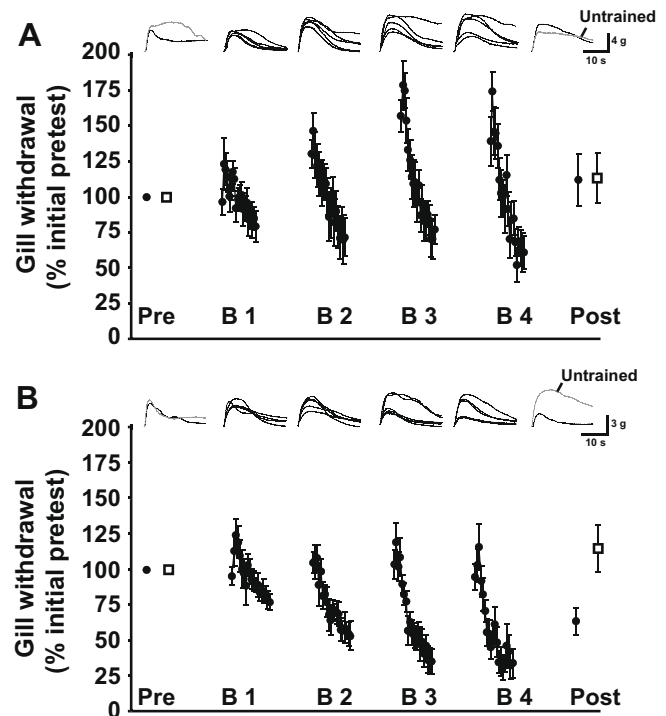 A
Untrained
4 g
10 s
200
175
150
125
100
75
50
25
0
Gill withdrawal
(% initial pretest)
Pre B 1 B 2 B 3 B 4 Post
B
Untrained
3 g
10 s
200
175
150
125
100
75
50
25
0
Gill withdrawal
(% initial pretest)
Pre B 1 B 2 B 3 B 4 Post